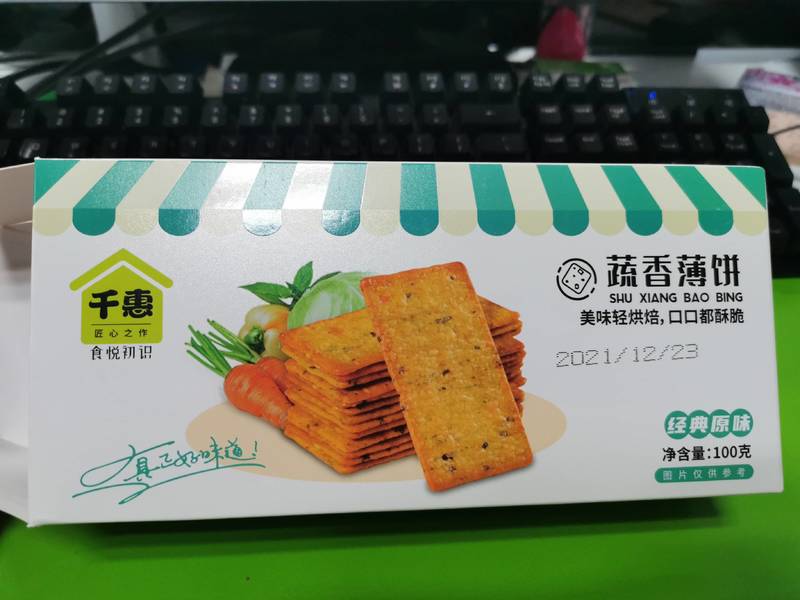 千惠
匠心之作
食悦初识
蔬香薄饼
SHU XIANG BAO BING
美味轻烘焙，口口都酥脆
2021/12/23
经典原味
净含量：100克
图片仅供参考